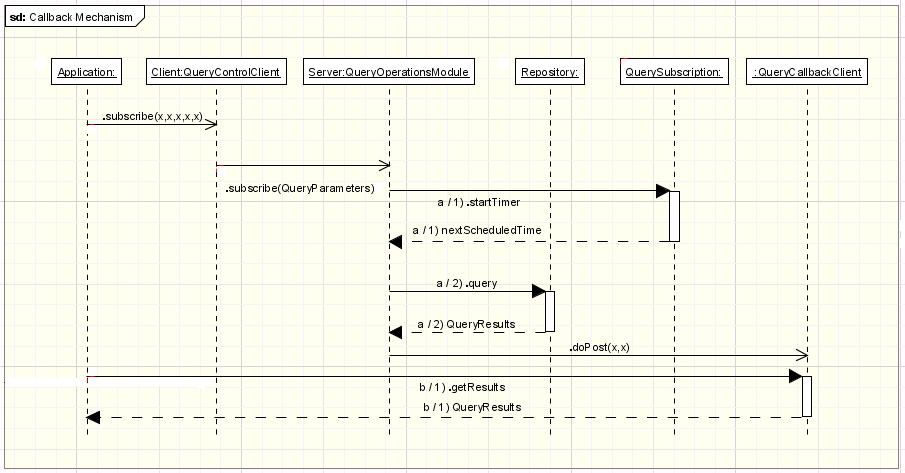 sd: Callback Mechanism
Application:
Client:QueryControlClient
Server:QueryOperationsModule
Repository:
QuerySubscription:
:QueryCallbackClient
.subscribe(x,x,x,x,x)
.subscribe(QueryParameters)
a / 1) .startTimer
a / 1) nextScheduledTime
a / 2) .query
a / 2) QueryResults
.doPost(x,x)
b / 1) .getResults
b / 1) QueryResults